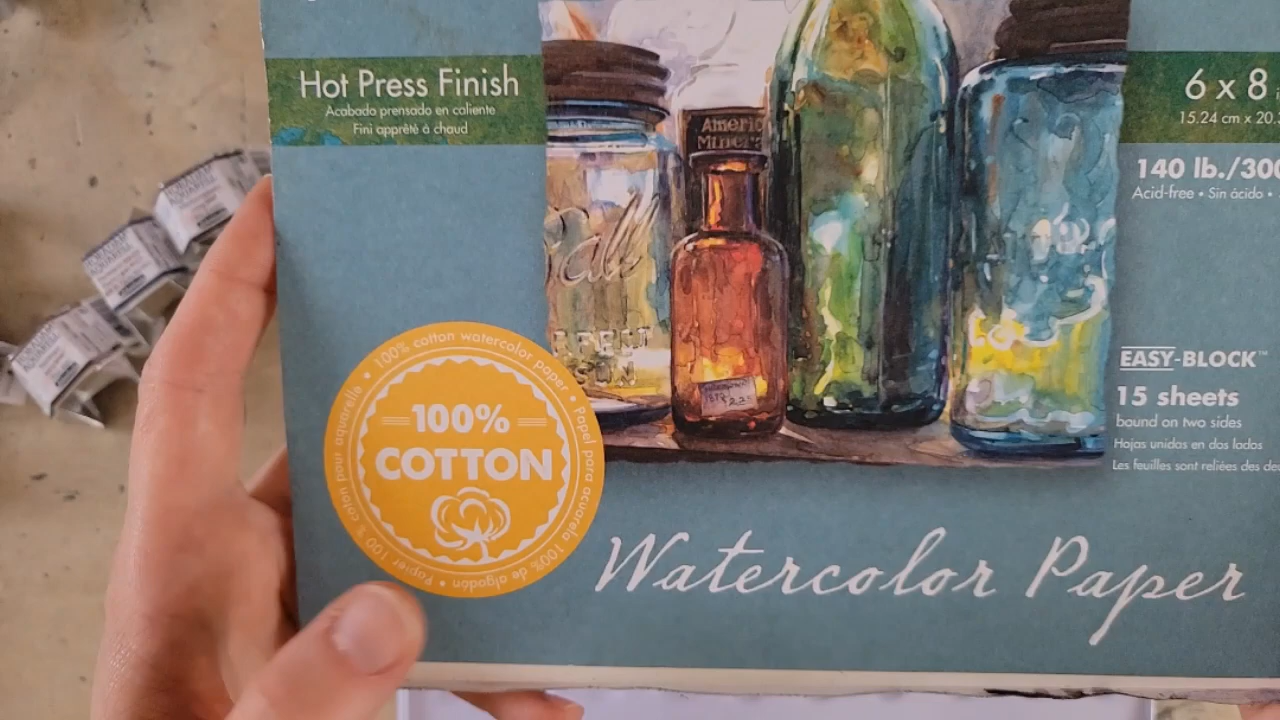 Hot Press Finish
Acabado prensado en caliente
Fini apprêté à chaud
6 x 8
15.24 cm x 20.
140 lb./300
Acid-free • Sin ácido •
Americ
Ball
100% cotton watercolor paper • Papel para acuarela 100% de algodón • Papier 100 % coton pour aquarelle •
100%
COTTON
EASY-BLOCK™
15 sheets
bound on two sides
Hojas unidas en dos lados
Les feuilles sont reliées des deu
Watercolor Paper